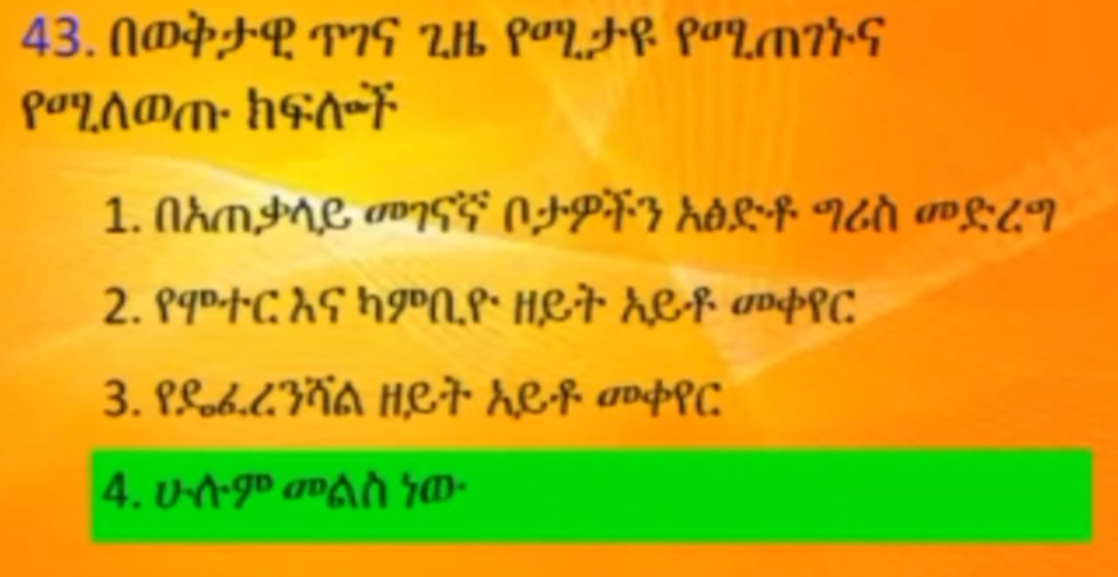 43. በወቅታዊ ጥገና ጊዜ የሚታዩ የሚጠገኑና
የሚለወጡ ክፍሎች
1. በአጠቃላይ መገናኛ ቦታዎችን አፅድቶ ግሪስ መድረግ
2. የሞተር እና ካምቢዮ ዘይት አይቶ መቀየር
3. የዴፈረንሻል ዘይት አይቶ መቀየር
4. ሁሉም መልስ ነው